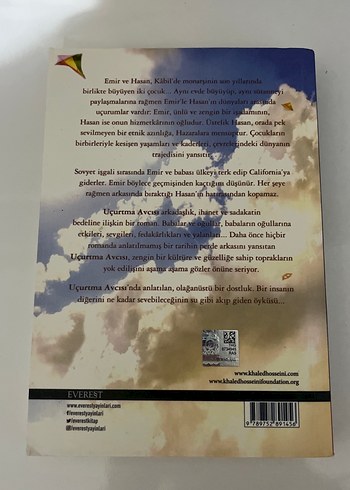 Emir ve Hasan, Kâbil'de monarşinin son yıllarında
birlikte büyüyen iki çocuk... Aynı evde büyüyüp, aynı sütanneyi
paylaşmalarına rağmen Emir'le Hasan'ın dünyaları arasında
uçurumlar vardır: Emir, ünlü ve zengin bir işadamının,
Hasan ise onun hizmetkârının oğludur. Üstelik Hasan, orada pek
sevilmeyen bir etnik azınlığa, Hazaralara mensuptur. Çocukların
birbirleriyle kesişen yaşamları ve kaderleri, çevrelerindeki dünyanın
trajedisini yansıtır.
Sovyet işgali sırasında Emir ve babası ülkeyi terk edip California'ya
giderler. Emir böylece geçmişinden kaçtığını düşünür. Her şeye
rağmen arkasında bıraktığı Hasan'ın hatırasından kopamaz.
Uçurtma Avcısı arkadaşlık, ihanet ve sadakatin
bedeline ilişkin bir roman. Babalar ve oğullar, babaların oğullarına
etkileri, sevgileri, fedakârlıkları ve yalanları... Daha önce hiçbir
romanda anlatılmamış bir tarihin perde arkasını yansıtan
Uçurtma Avcısı, zengin bir kültüre ve güzelliğe sahip toprakların
yok edilişini aşama aşama gözler önüne seriyor.
Uçurtma Avcısı'nda anlatılan, olağanüstü bir dostluk. Bir insanın
diğerini ne kadar sevebileceğinin su gibi akıp giden öyküsü...
www.khaledhosseini.com
www.khaledhosseinifoundation.org
EVEREST
www.everestyayinlari.com
/everestyayinlari
/everestkitap
/everestyayinlari
9 789752 891456